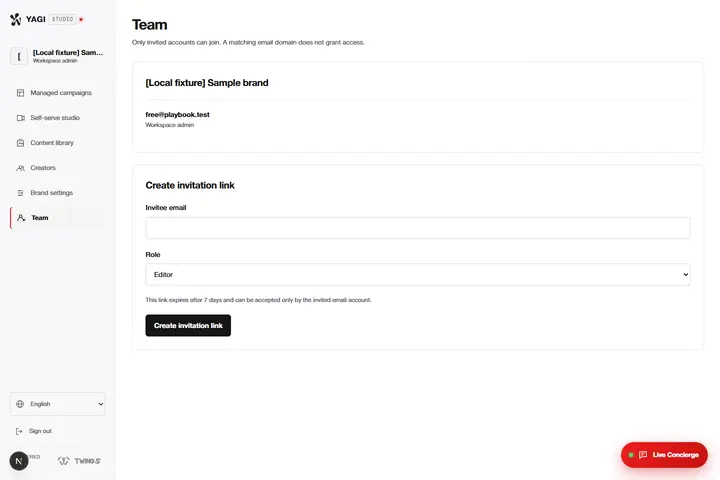 YAGI STUDIO
[
[Local fixture] Sam...
Workspace admin
Managed campaigns
Self-serve studio
Content library
Creators
Brand settings
Team
English
Sign out
N
TWINGS
Team
Only invited accounts can join. A matching email domain does not grant access.
[Local fixture] Sample brand
free@playbook.test
Workspace admin
Create invitation link
Invitee email
Role
Editor
This link expires after 7 days and can be accepted only by the invited email account.
Create invitation link
Live Concierge